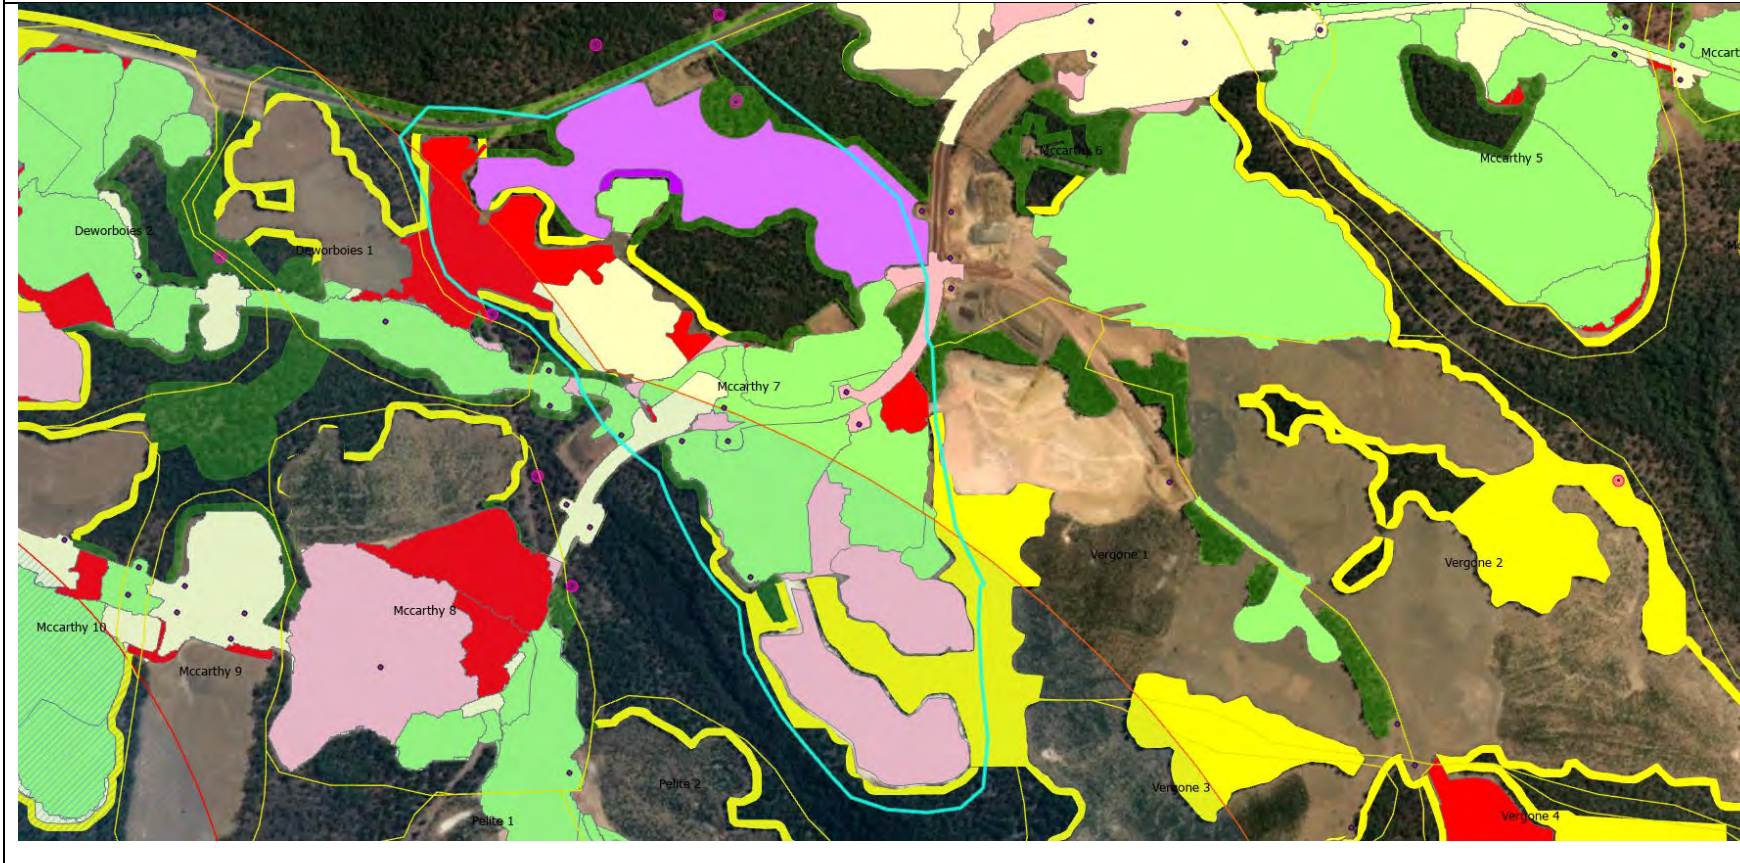 Mccart
Mccarthy 6
Mccarthy 5
Deworboies 2
Deworboies 1
Mccarthy 7
Vergone 1
Vergone 2
Mccarthy 8
Mccarthy 10
Mccarthy 9
Pelite 2
Vergone 3
Pelite 1
Vergone 4